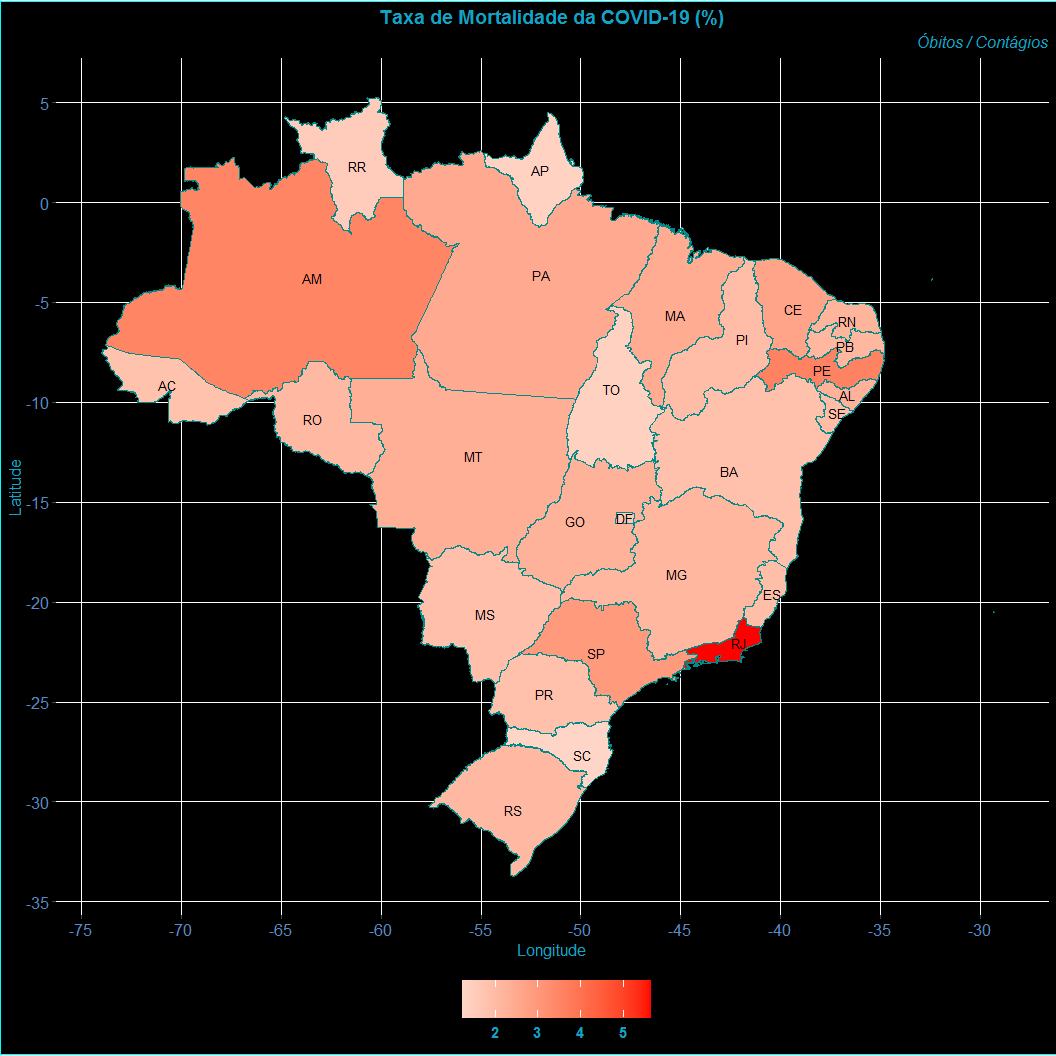 Taxa de Mortalidade da COVID-19 (%)
Óbitos / Contágios
5
0
-5
-10
-15
-20
-25
-30
-35
Latitude
RR
AP
AM
PA
MA
CE
RN
PI
PB
PE
AC
TO
AL
SE
RO
MT
BA
GO
DF
MG
ES
MS
RJ
SP
PR
SC
RS
-75
-70
-65
-60
-55
-50
-45
-40
-35
-30
Longitude
2
3
4
5